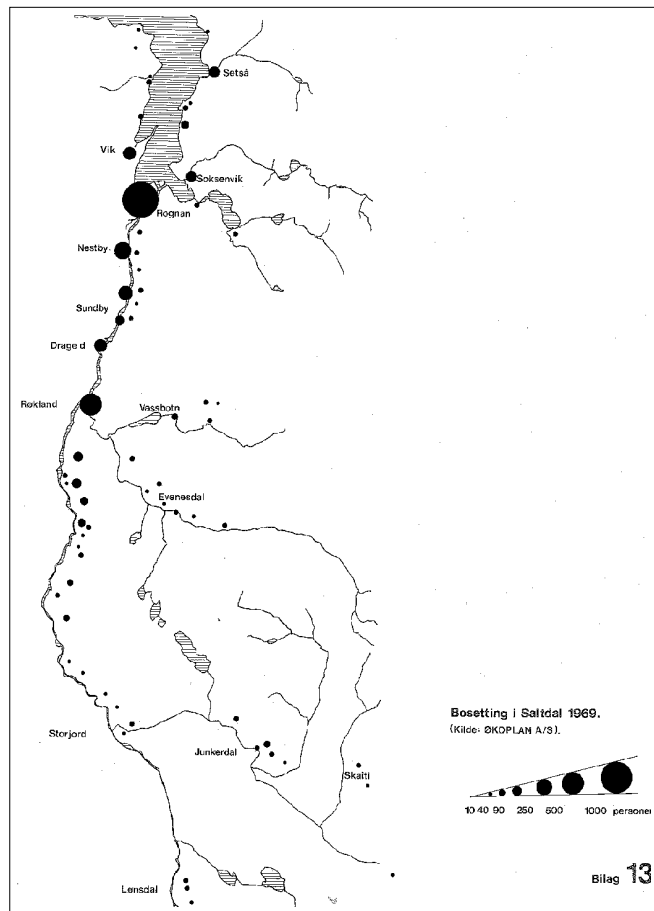 Setså
Vik
Soksenvik
Rognan
Nestby
Sundby
Drageid
Røkland
Vassbotn
Evenesdal
Storjord
Junkerdal
Skaiti
Lønsdal
Bosetting i Saltdal 1969.
(Kilde: ØKOPLAN A/S).
10 40 90 250 500 1000 personer
Bilag 13